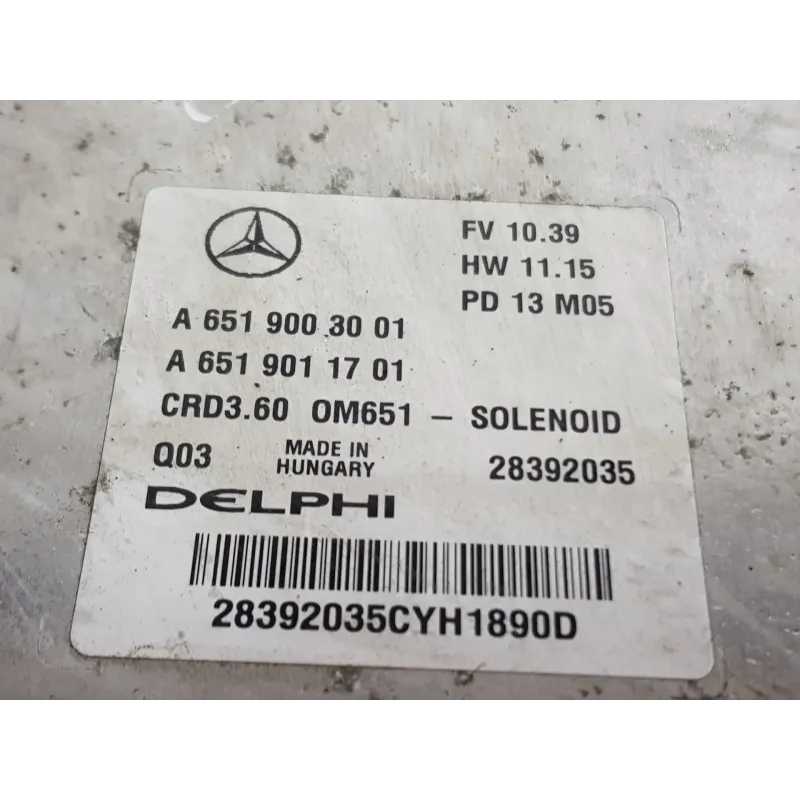 FV 10.39
HW 11.15
PD 13 M05
A 651 900 30 01
A 651 901 17 01
CRD3.60 OM651 – SOLENOID
Q03 MADE IN HUNGARY 28392035
DELPHI
28392035CYH1890D